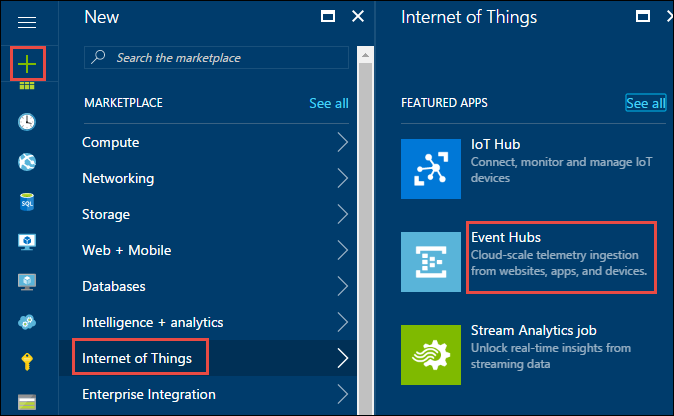 New
Search the marketplace
MARKETPLACE See all
Compute
Networking
Storage
Web + Mobile
Databases
Intelligence + analytics
Internet of Things
Enterprise Integration
Internet of Things
FEATURED APPS See all
IoT Hub
Connect, monitor and manage IoT
devices
Event Hubs
Cloud-scale telemetry ingestion
from websites, apps, and devices.
Stream Analytics job
Unlock real-time insights from
streaming data
SQL